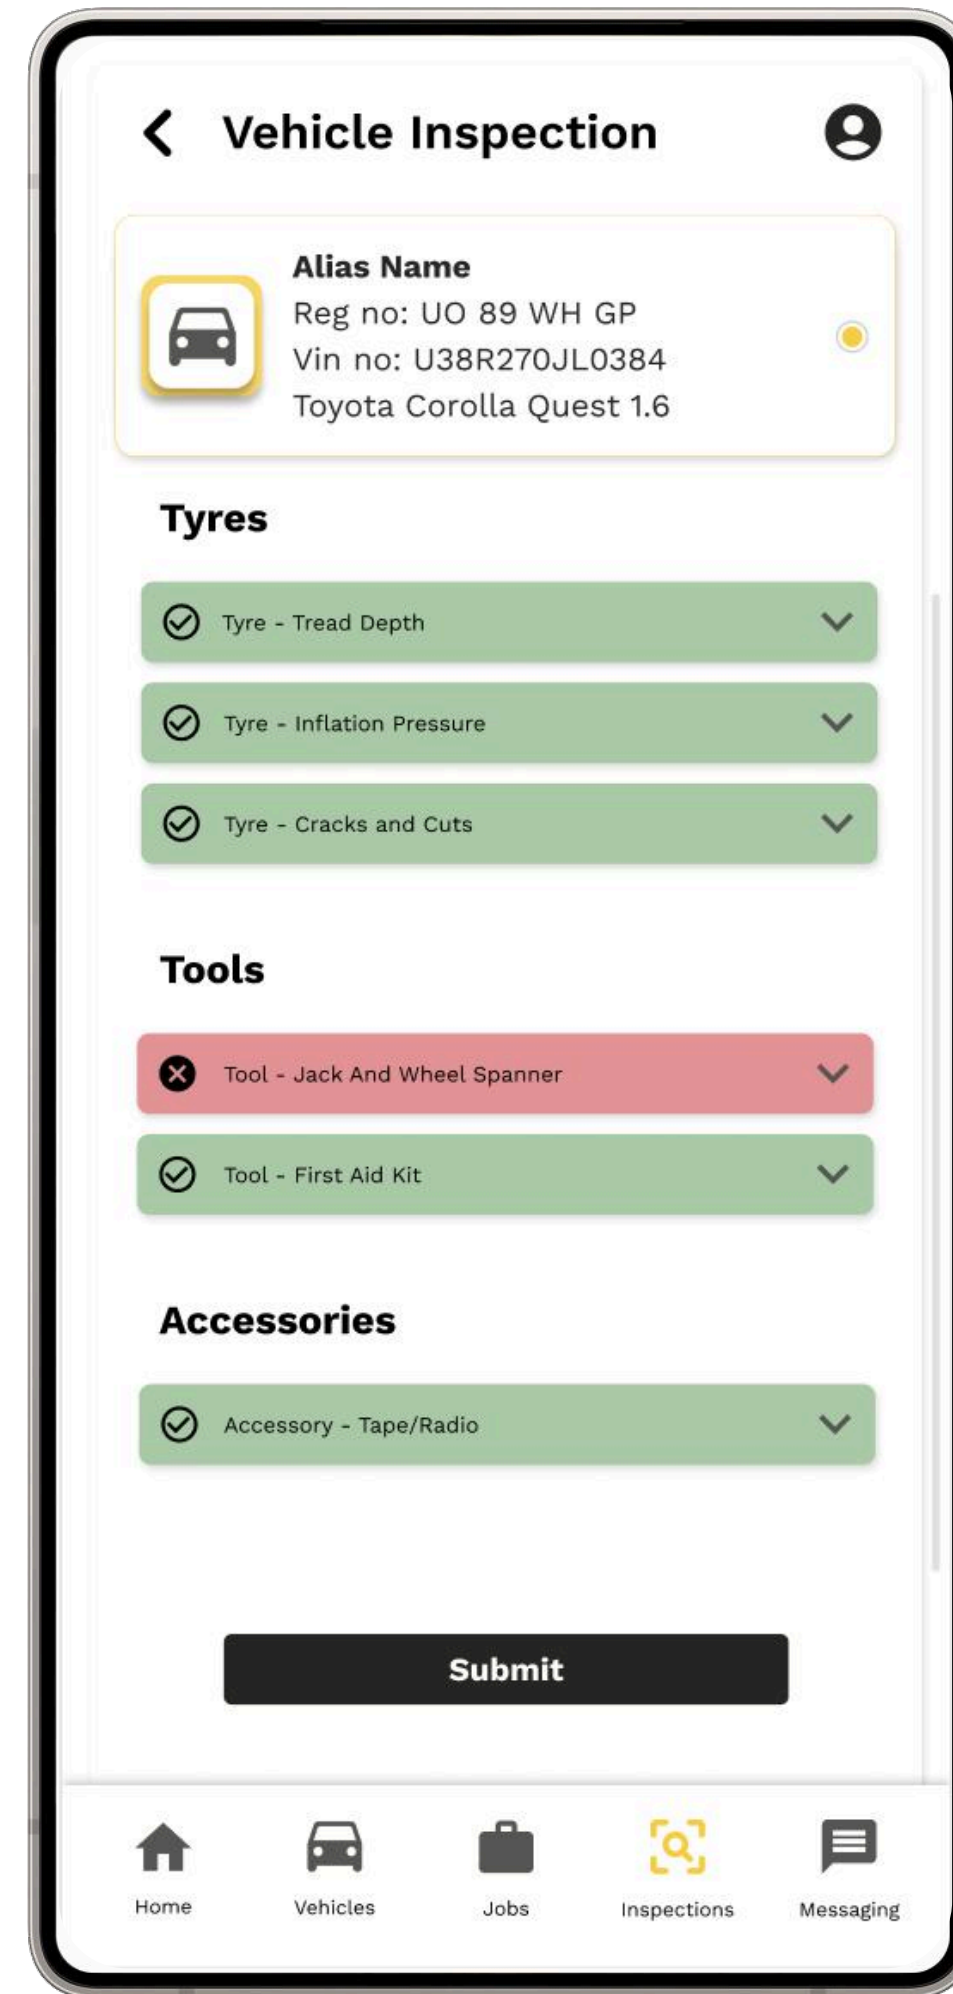 Vehicle Inspection
Alias Name
Reg no: UO 89 WH GP
Vin no: U38R270JL0384
Toyota Corolla Quest 1.6
Tyres
Tyre - Tread Depth
Tyre - Inflation Pressure
Tyre - Cracks and Cuts
Tools
Tool - Jack And Wheel Spanner
Tool - First Aid Kit
Accessories
Accessory - Tape/Radio
Submit
Home
Vehicles
Jobs
Inspections
Messaging